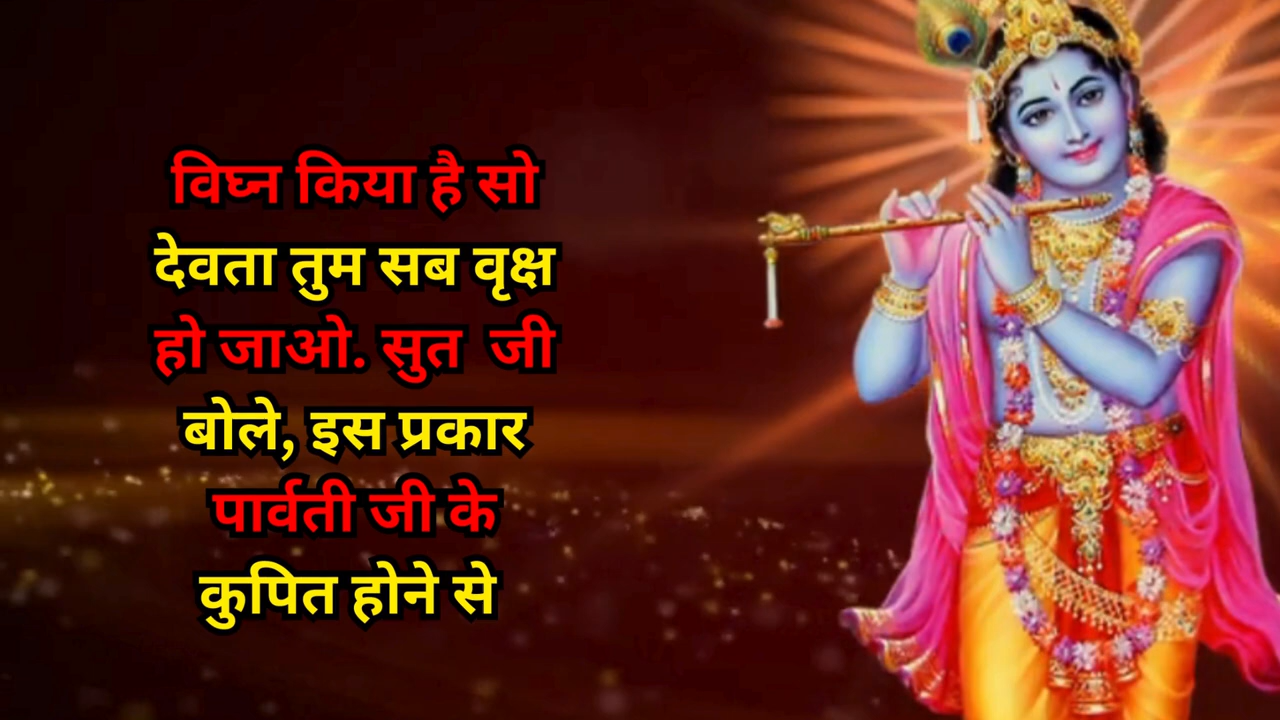 विघ्न किया है सो
देवता तुम सब वृक्ष
हो जाओ. सुत  जी
बोले, इस प्रकार
पार्वती जी के
कुपित होने से